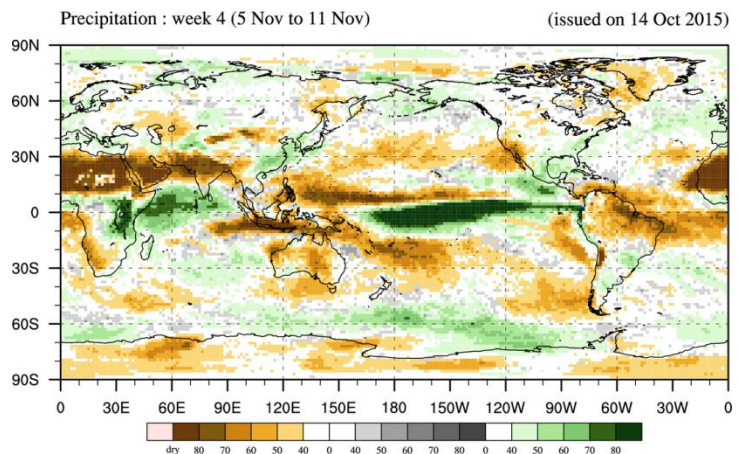 Precipitation : week 4 (5 Nov to 11 Nov) (issued on 14 Oct 2015)
90N
60N
30N
0
30S
60S
90S
0 30E 60E 90E 120E 150E 180 150W 120W 90W 60W 30W 0
dry 80 70 60 50 40 0 40 50 60 70 80 0 40 50 60 70 80